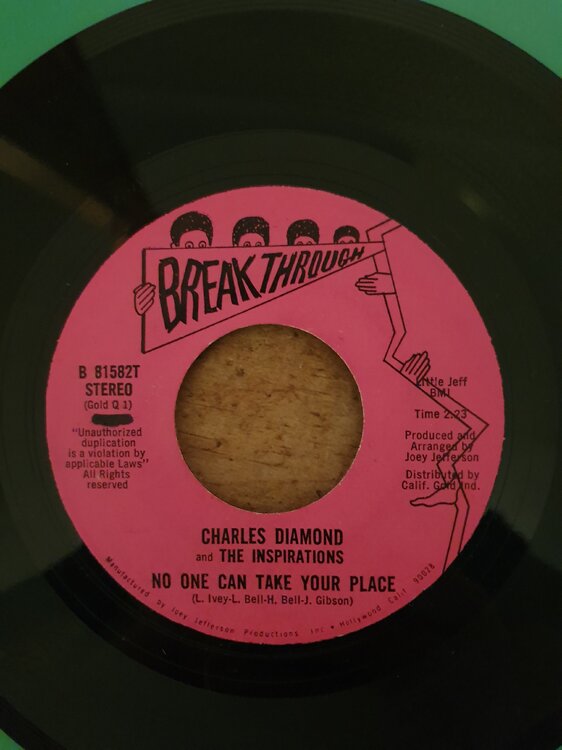 BREAKTHROUGH
B 81582T
STEREO
(Gold Q 1)
"Unauthorized
duplication
is a violation by
applicable Laws"
All Rights
reserved
Little Jeff
BMI
Time 2:23
Produced and
Arranged by
Joey Jefferson
Distributed by
Calif. Gold Ind.
CHARLES DIAMOND
and THE INSPIRATIONS
NO ONE CAN TAKE YOUR PLACE
(L. Ivey-L. Bell-H. Bell-J. Gibson)
Manufactured by Joey Jefferson Productions, Inc • Hollywood Calif. 90028